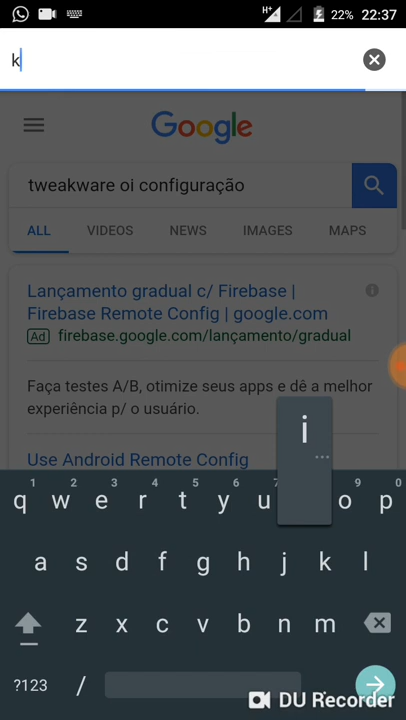 H+ 22% 22:37
k
Google
tweakware oi configuração
ALL VIDEOS NEWS IMAGES MAPS
Lançamento gradual c/ Firebase |
Firebase Remote Config | google.com
Ad firebase.google.com/lançamento/gradual
Faça testes A/B, otimize seus apps e dê a melhor
experiência p/ o usuário.
Use Android Remote Config
i
...
1 2 3 4 5 6 7 9 0
q w e r t y u o p
a s d f g h j k l
z x c v b n m
?123 / .
DU Recorder